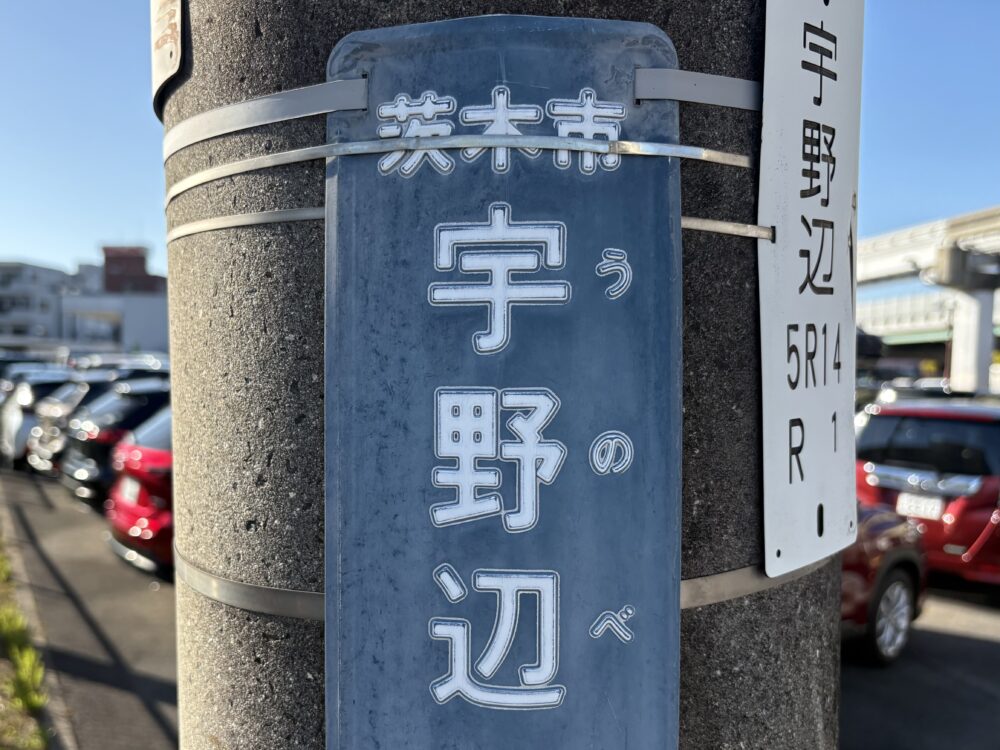 茨木市
宇野辺
うのべ
宇野辺
5R14
R 1